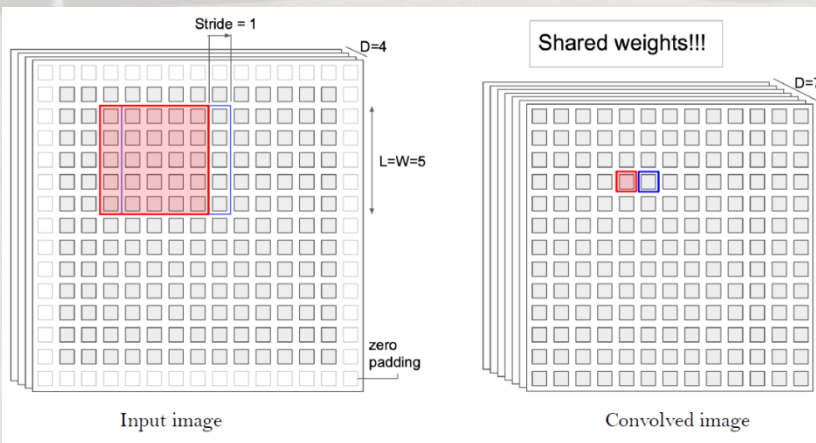 Stride = 1
D=4
L=W=5
zero
padding
Input image
Shared weights!!!
D=7
Convolved image